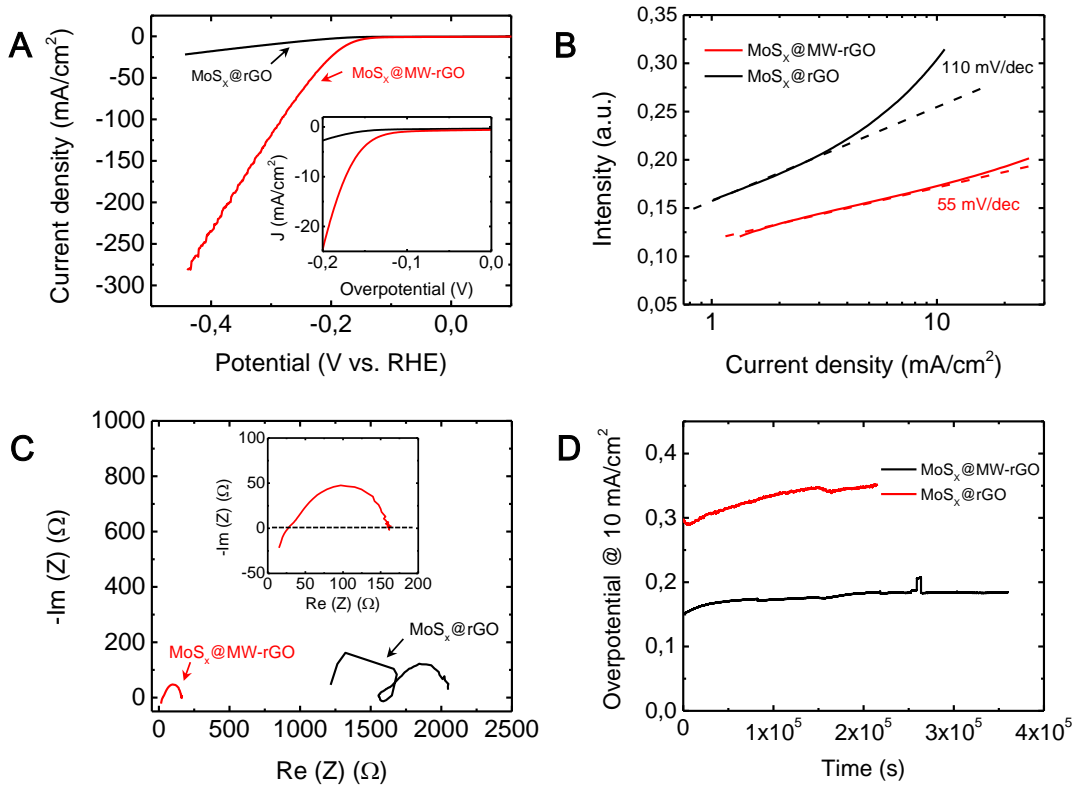 A
Current density (mA/cm²)
0
-50
-100
-150
-200
-250
-300
MoSₓ@rGO
MoSₓ@MW-rGO
J (mA/cm²)
0
-10
-20
-0,2
-0,1
0,0
Overpotential (V)
-0,4
-0,2
0,0
Potential (V vs. RHE)
B
Intensity (a.u.)
0,35
0,30
0,25
0,20
0,15
0,10
0,05
MoSₓ@MW-rGO
MoSₓ@rGO
110 mV/dec
55 mV/dec
1
10
Current density (mA/cm²)
C
-Im (Z) (Ω)
1000
800
600
400
200
0
-Im (Z) (Ω)
100
50
0
-50
0
50
100
150
200
Re (Z) (Ω)
MoSₓ@rGO
MoSₓ@MW-rGO
0
250
500
750
1000
1250
1500
1750
2000
2250
2500
Re (Z) (Ω)
D
Overpotential @ 10 mA/cm²
0,4
0,3
0,2
0,1
0,0
MoSₓ@MW-rGO
MoSₓ@rGO
0
1x10⁵
2x10⁵
3x10⁵
4x10⁵
Time (s)